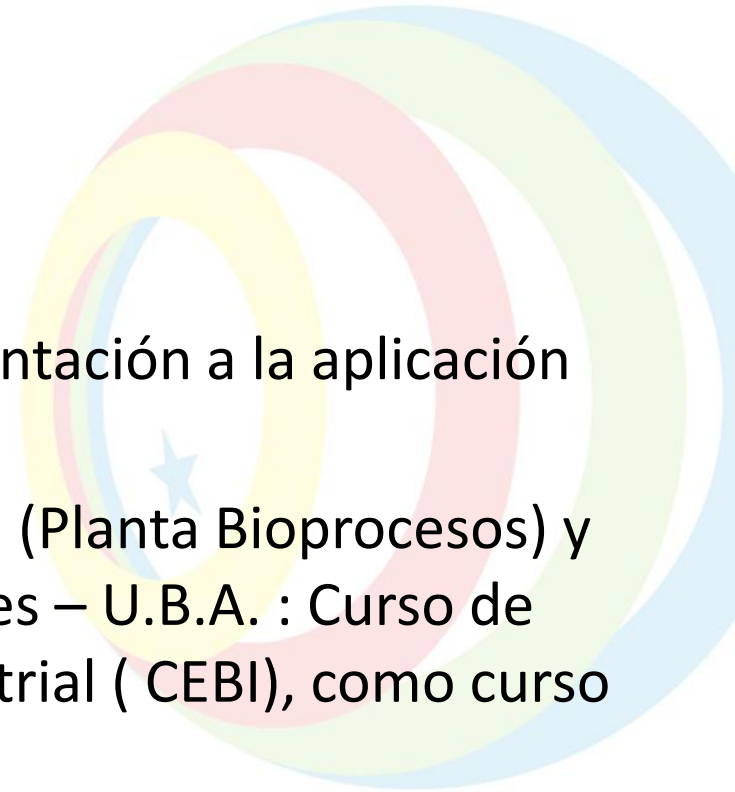 ntación a la aplicación
(Planta Bioprocesos) y
es – U.B.A. : Curso de
trial ( CEBI), como curso